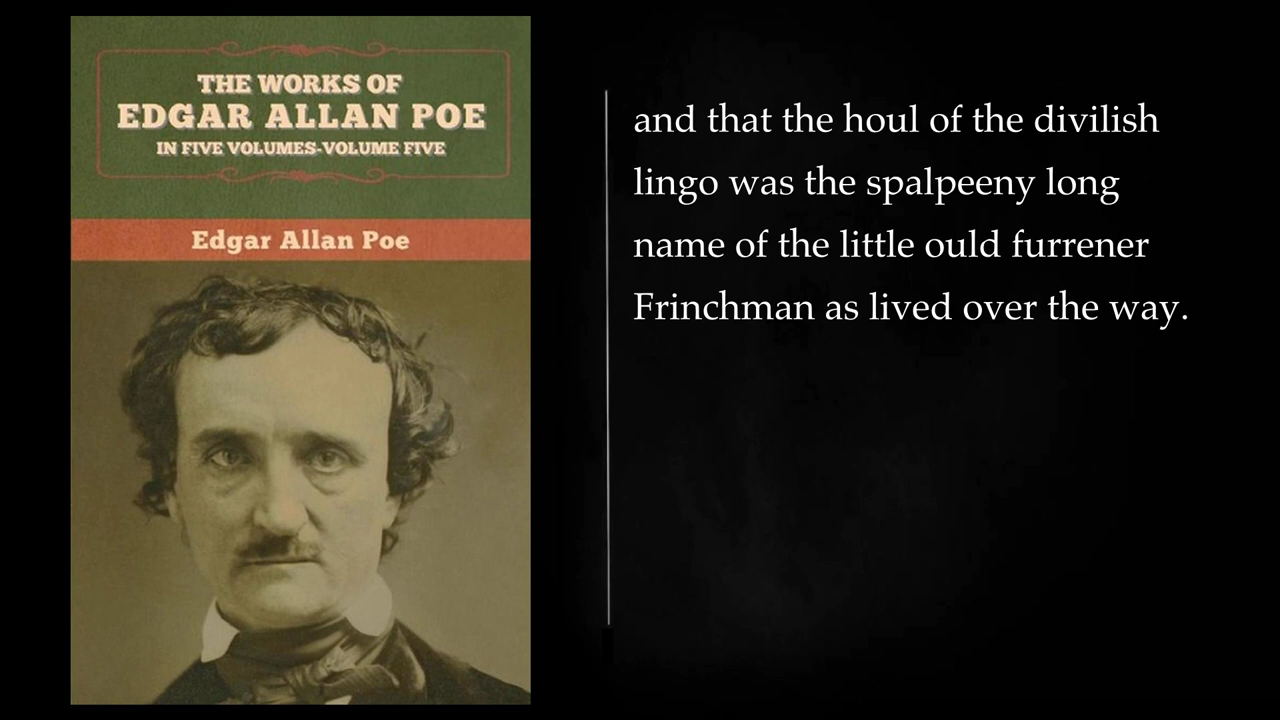 THE WORKS OF
EDGAR ALLAN POE
IN FIVE VOLUMES-VOLUME FIVE
Edgar Allan Poe
and that the houl of the divilish
lingo was the spalpeeny long
name of the little ould furrener
Frinchman as lived over the way.